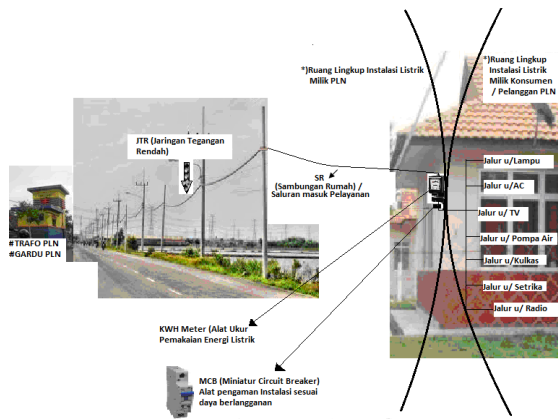 *)Ruang Lingkup Instalasi Listrik
Milik PLN
*)Ruang Lingkup
Instalasi Listrik
Milik Konsumen
/ Pelanggan PLN
JTR (Jaringan Tegangan
Rendah)
#TRAFO PLN
#GARDU PLN
SR
(Sambungan Rumah) /
Saluran masuk Pelayanan
Jalur u/Lampu
Jalur u/AC
Jalur u/ TV
Jalur u/ Pompa Air
Jalur u/Kulkas
Jalur u/ Setrika
Jalur u/ Radio
KWH Meter (Alat Ukur
Pemakaian Energi Listrik
MCB (Miniatur Circuit Breaker)
Alat pengaman Instalasi sesuai
daya berlangganan